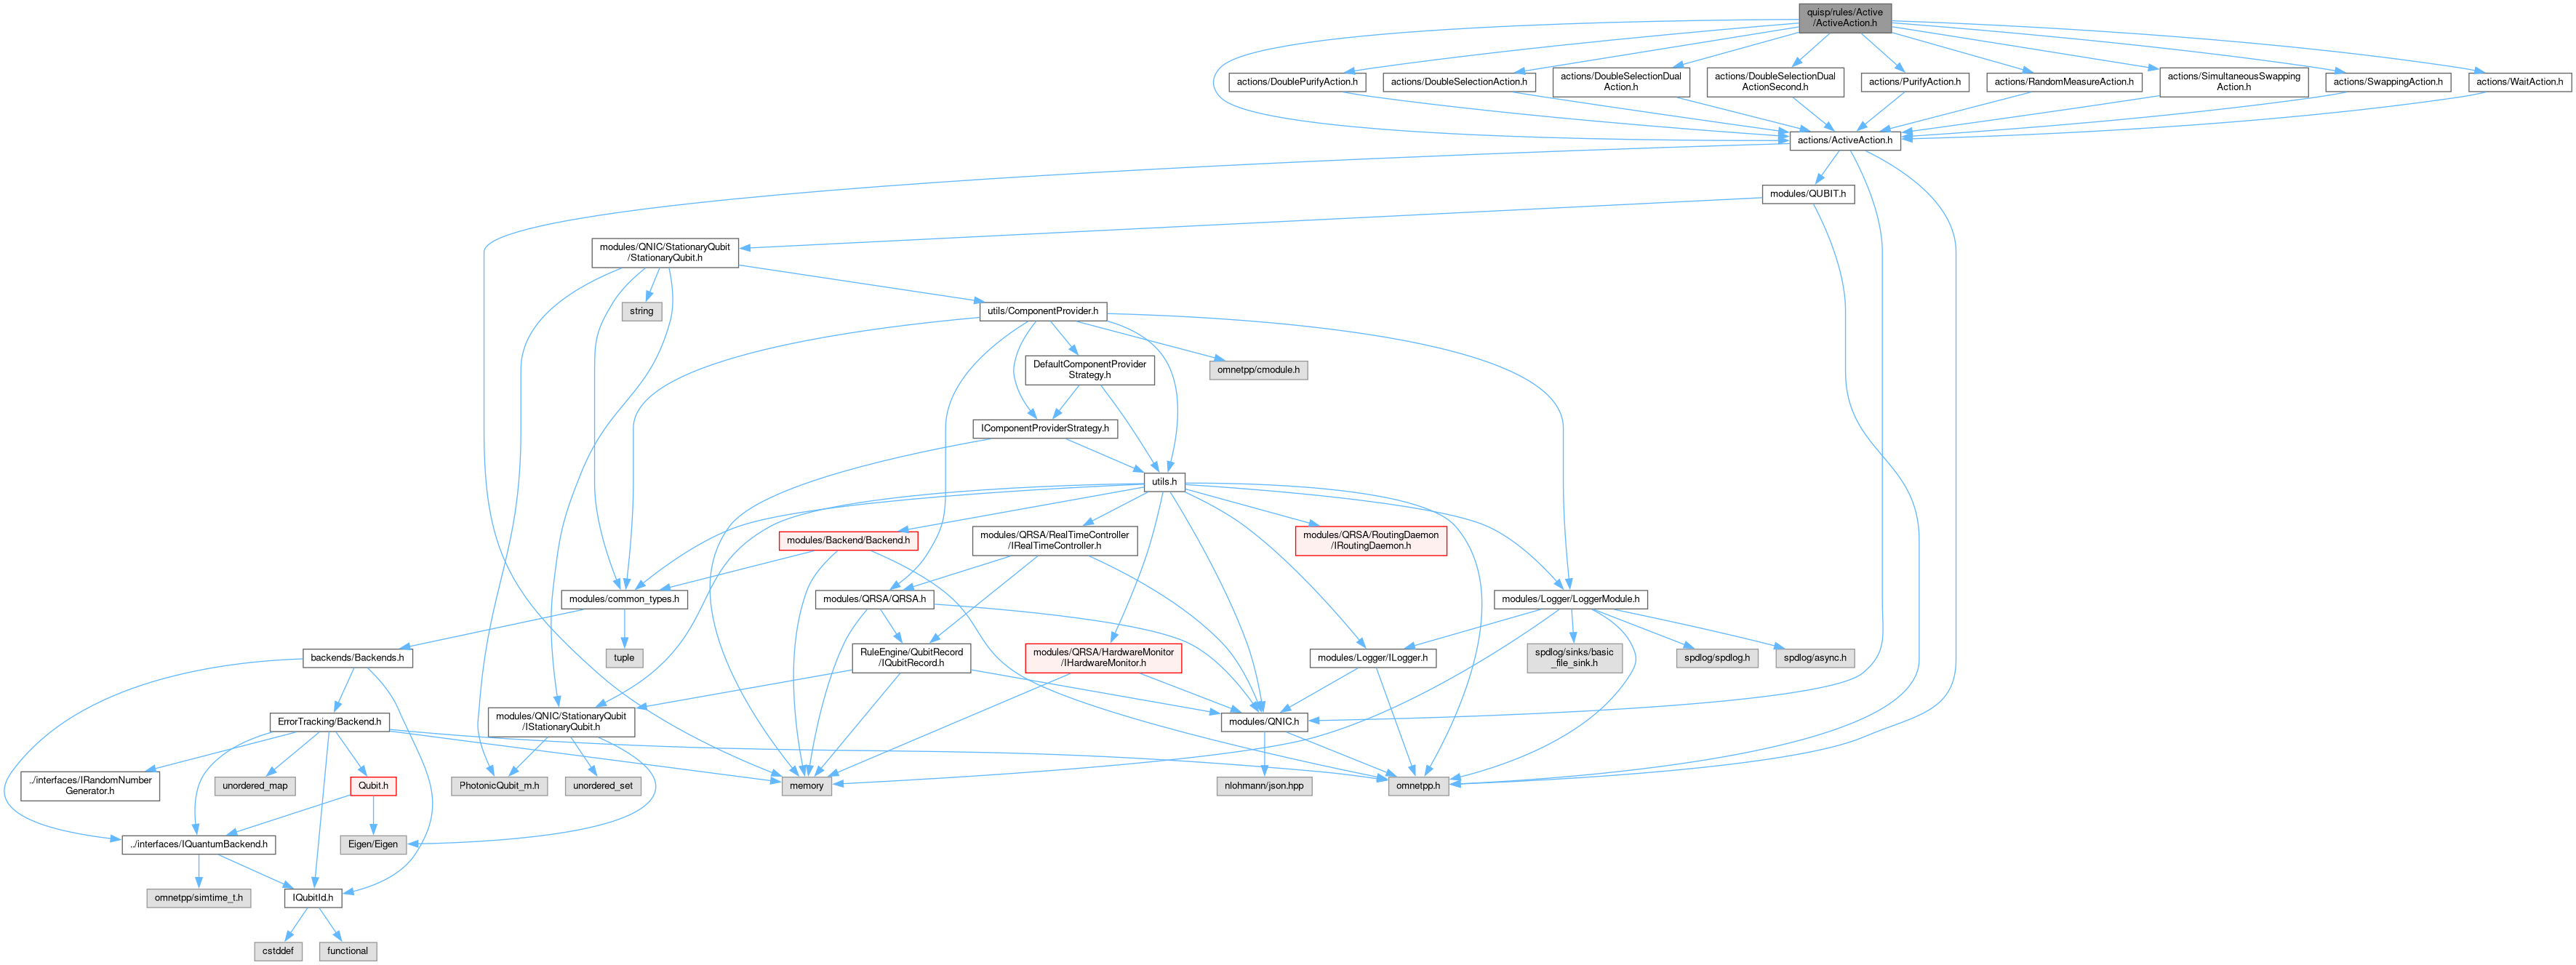 quisp/rules/Active
/ActiveAction.h
actions/DoublePurifyAction.h
actions/DoubleSelectionAction.h
actions/DoubleSelectionDual
Action.h
actions/DoubleSelectionDual
ActionSecond.h
actions/PurifyAction.h
actions/RandomMeasureAction.h
actions/SimultaneousSwapping
Action.h
actions/SwappingAction.h
actions/WaitAction.h
actions/ActiveAction.h
modules/QUBIT.h
modules/QNIC/StationaryQubit
/StationaryQubit.h
string
utils/ComponentProvider.h
DefaultComponentProvider
Strategy.h
omnetpp/cmodule.h
IComponentProviderStrategy.h
utils.h
modules/Backend/Backend.h
modules/QRSA/RealTimeController
/IRealTimeController.h
modules/QRSA/RoutingDaemon
/IRoutingDaemon.h
modules/common_types.h
modules/QRSA/QRSA.h
modules/Logger/LoggerModule.h
backends/Backends.h
tuple
RuleEngine/QubitRecord
/IQubitRecord.h
modules/QRSA/HardwareMonitor
/IHardwareMonitor.h
modules/Logger/ILogger.h
spdlog/sinks/basic
_file_sink.h
spdlog/spdlog.h
spdlog/async.h
ErrorTracking/Backend.h
modules/QNIC/StationaryQubit
/IStationaryQubit.h
modules/QNIC.h
../interfaces/IRandomNumber
Generator.h
unordered_map
Qubit.h
PhotonicQubit_m.h
unordered_set
memory
nlohmann/json.hpp
omnetpp.h
../interfaces/IQuantumBackend.h
Eigen/Eigen
omnetpp/simtime_t.h
IQubitId.h
cstddef
functional